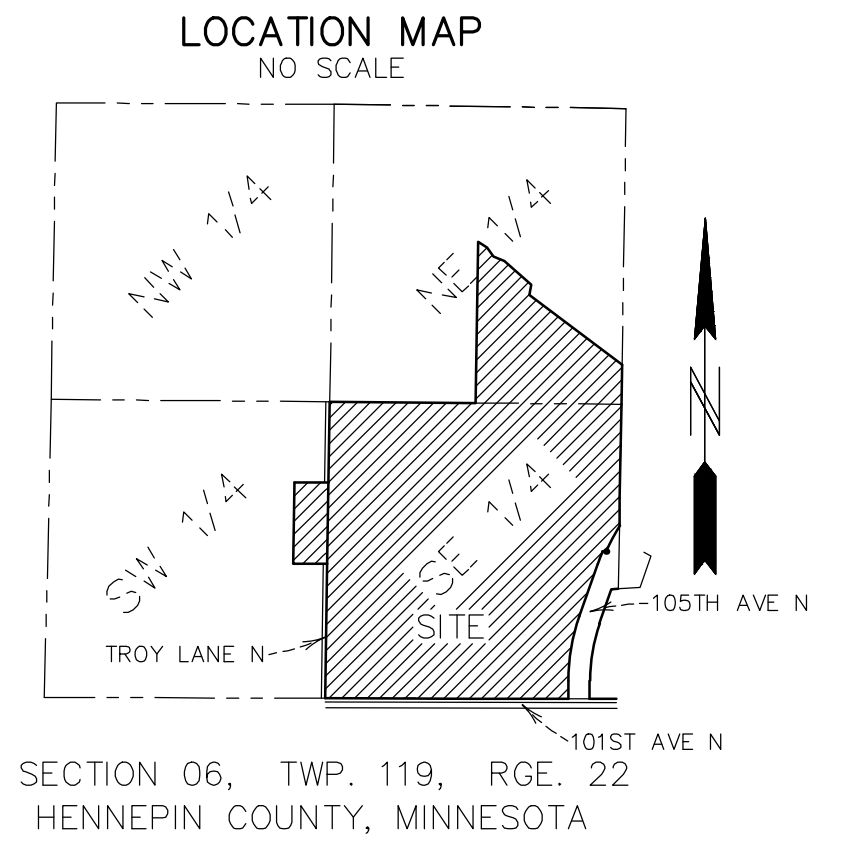 LOCATION MAP
NO SCALE
NW 1/4
NE 1/4
N
SW 1/4
SE 1/4
SITE
105TH AVE N
TROY LANE N
101ST AVE N
SECTION 06, TWP. 119, RGE. 22
HENNEPIN COUNTY, MINNESOTA